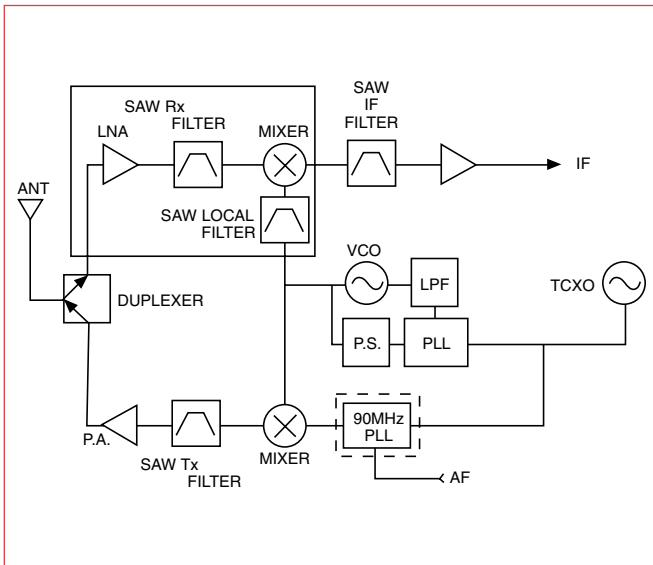 SAW
IF
FILTER
SAW Rx
FILTER
MIXER
LNA
IF
ANT
SAW LOCAL
FILTER
VCO
LPF
TCXO
DUPLEXER
P.S.
PLL
90MHz
PLL
P.A.
MIXER
SAW Tx
FILTER
AF